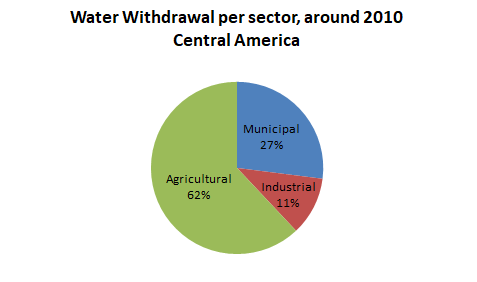 Water Withdrawal per sector, around 2010
Central America
Municipal
27%
Agricultural
62%
Industrial
11%